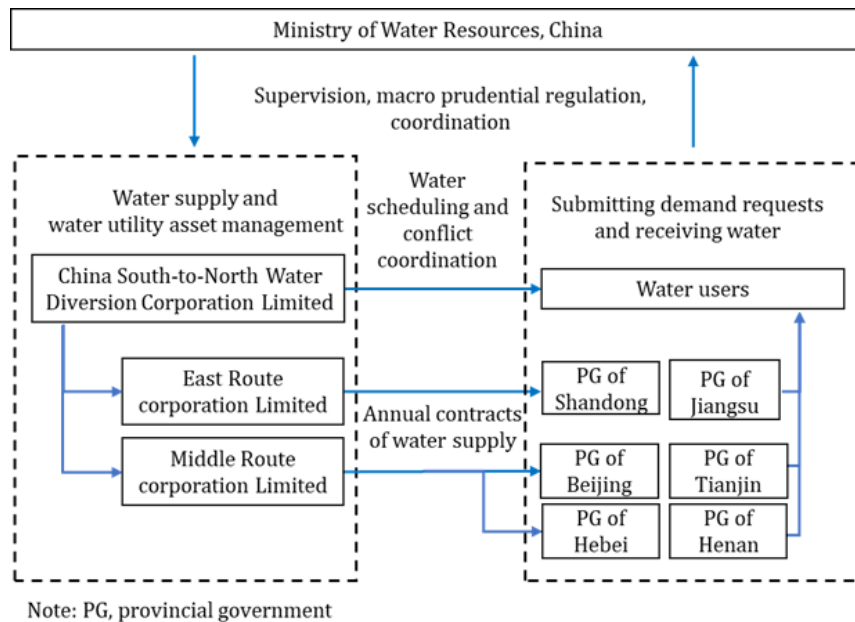 Ministry of Water Resources, China
Supervision, macro prudential regulation,
coordination
Water supply and
water utility asset management
China South-to-North Water
Diversion Corporation Limited
East Route
corporation Limited
Middle Route
corporation Limited
Water
scheduling and
conflict
coordination
Annual contracts
of water supply
Submitting demand requests
and receiving water
Water users
PG of
Shandong
PG of
Jiangsu
PG of
Beijing
PG of
Tianjin
PG of
Hebei
PG of
Henan
Note: PG, provincial government